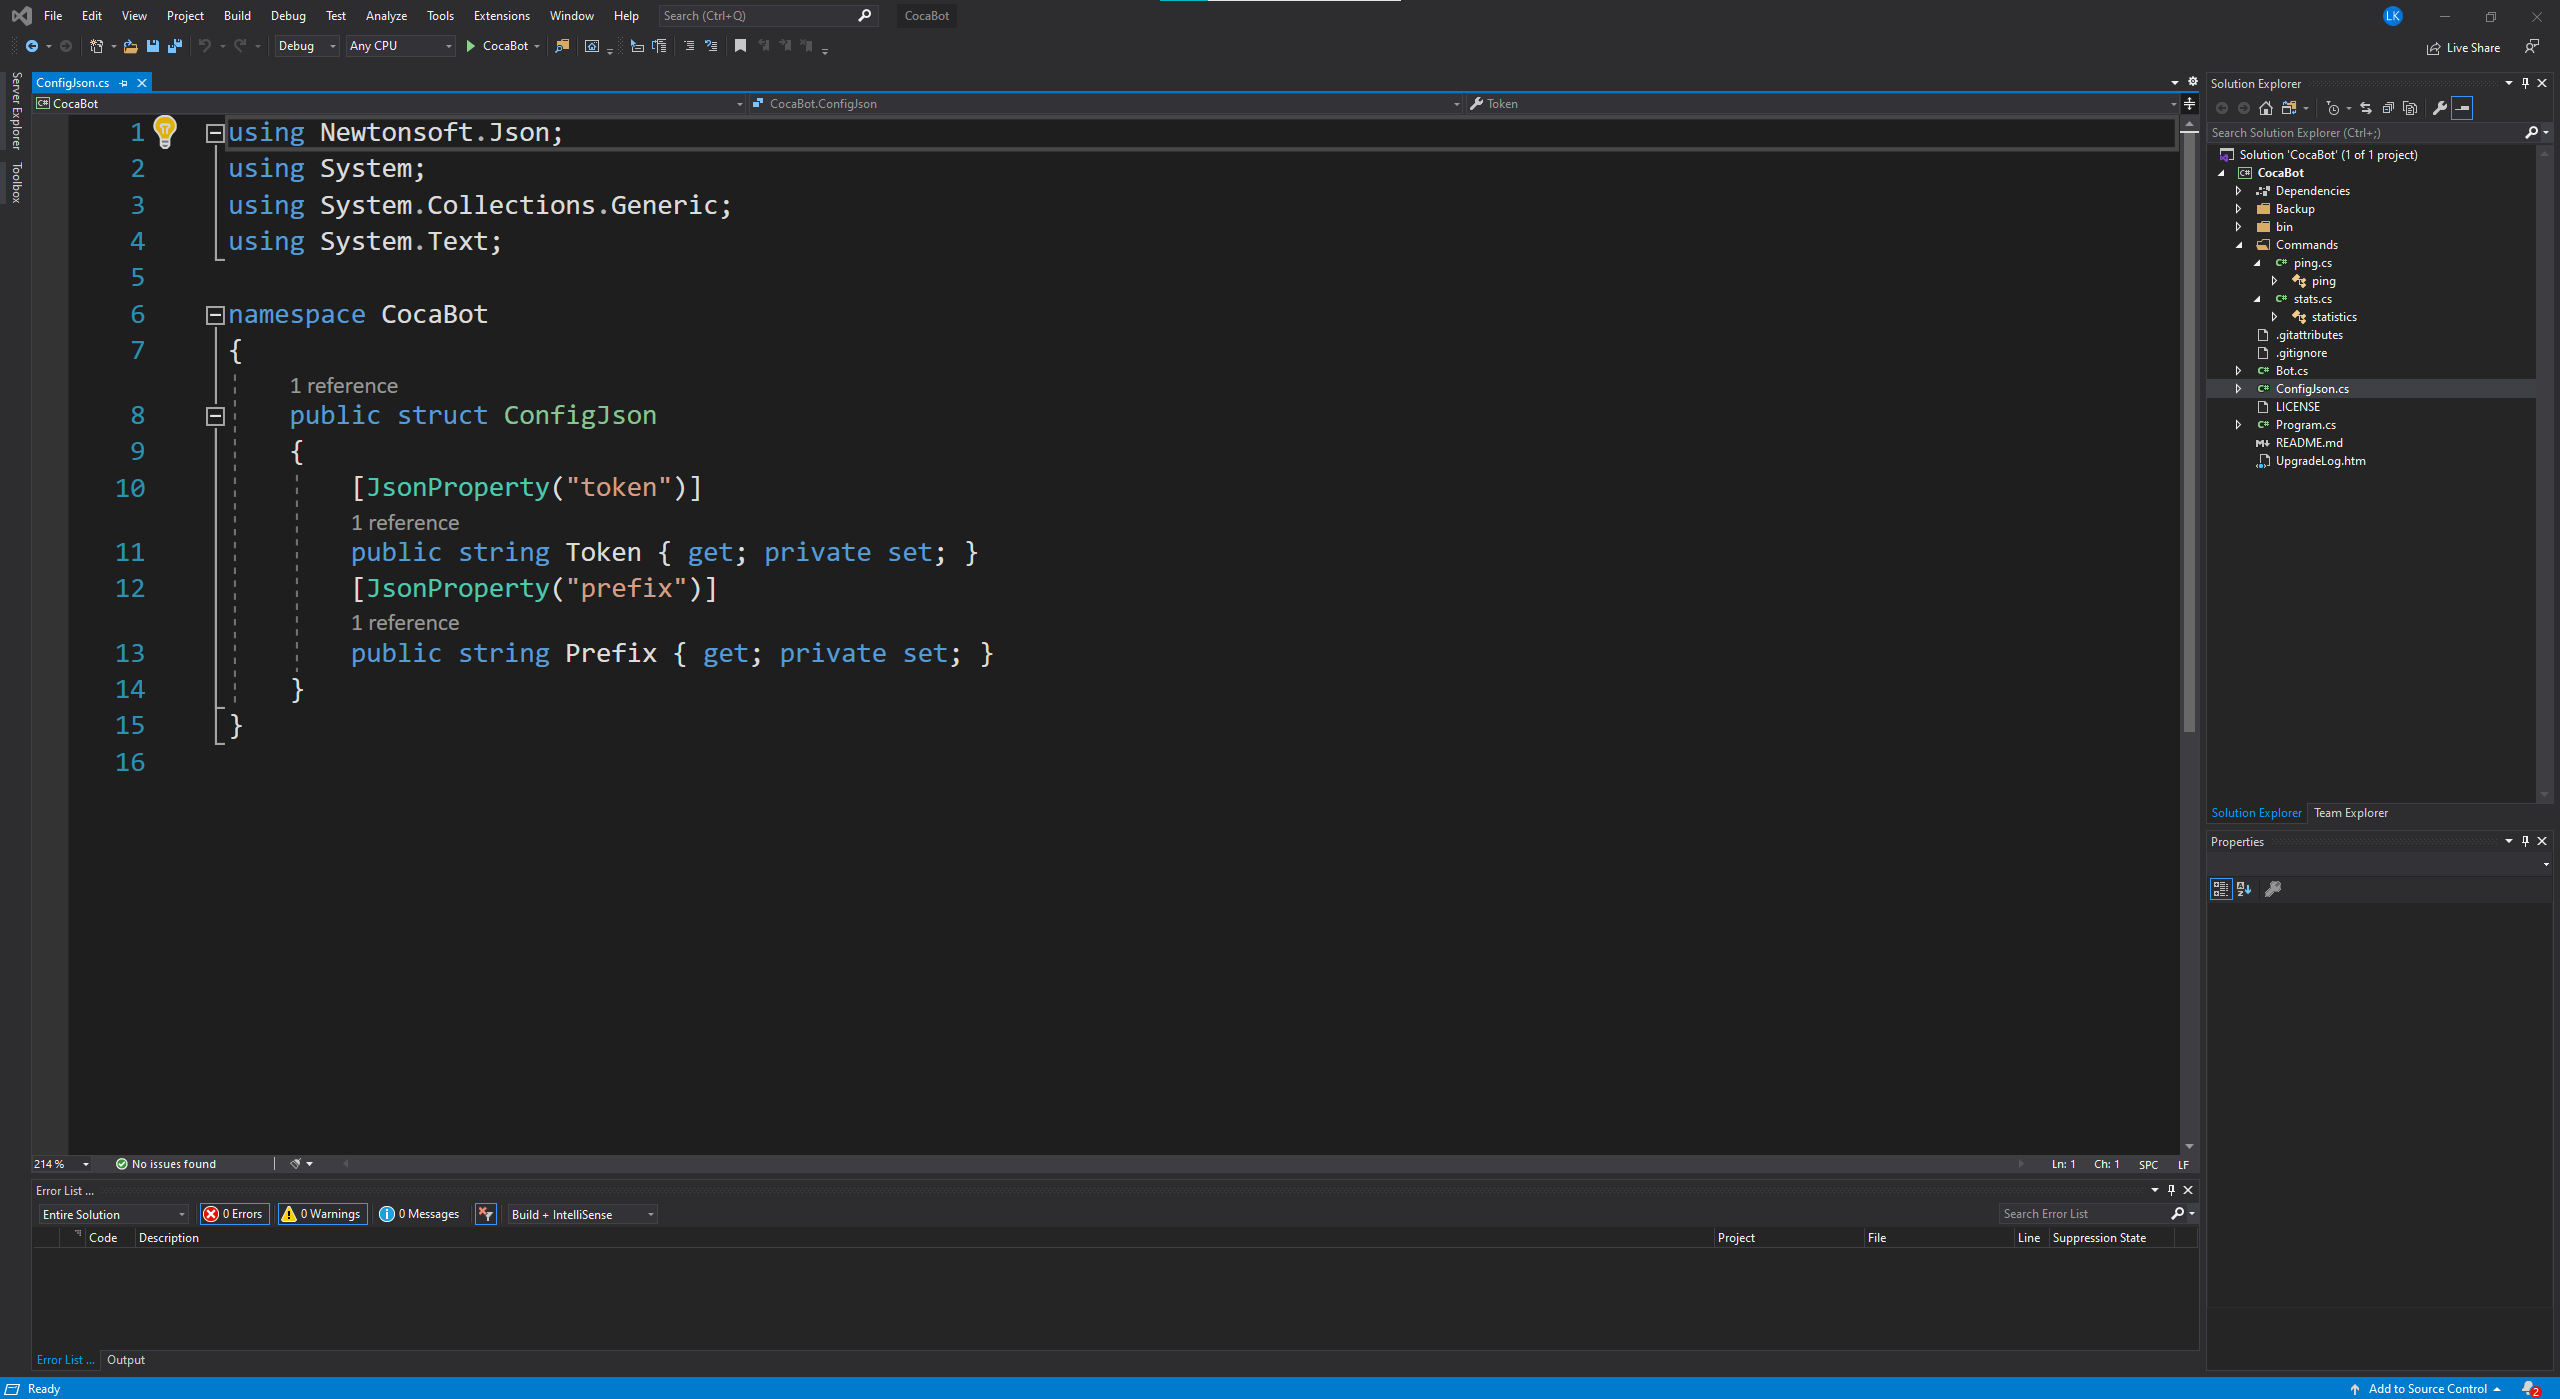 File Edit View Project Build Debug Test Analyze Tools Extensions Window Help Search (Ctrl+Q) CocaBot LK
Debug Any CPU CocaBot Live Share
Server Explorer
Toolbox
ConfigJson.cs
CocaBot CocaBot.ConfigJson Token
1 using Newtonsoft.Json;
2 using System;
3 using System.Collections.Generic;
4 using System.Text;
5
6 namespace CocaBot
7 {
1 reference
8 public struct ConfigJson
9 {
10 [JsonProperty("token")]
1 reference
11 public string Token { get; private set; }
12 [JsonProperty("prefix")]
1 reference
13 public string Prefix { get; private set; }
14 }
15 }
16
214 % No issues found Ln: 1 Ch: 1 SPC LF
Error List ...
Entire Solution 0 Errors 0 Warnings 0 Messages Build + IntelliSense Search Error List
Code Description Project File Line Suppression State
Error List ... Output
Solution Explorer
Search Solution Explorer (Ctrl+;)
Solution 'CocaBot' (1 of 1 project)
C# CocaBot
Dependencies
Backup
bin
Commands
C# ping.cs
ping
C# stats.cs
statistics
.gitattributes
.gitignore
C# Bot.cs
C# ConfigJson.cs
LICENSE
C# Program.cs
README.md
UpgradeLog.htm
Solution Explorer Team Explorer
Properties
Ready Add to Source Control 2